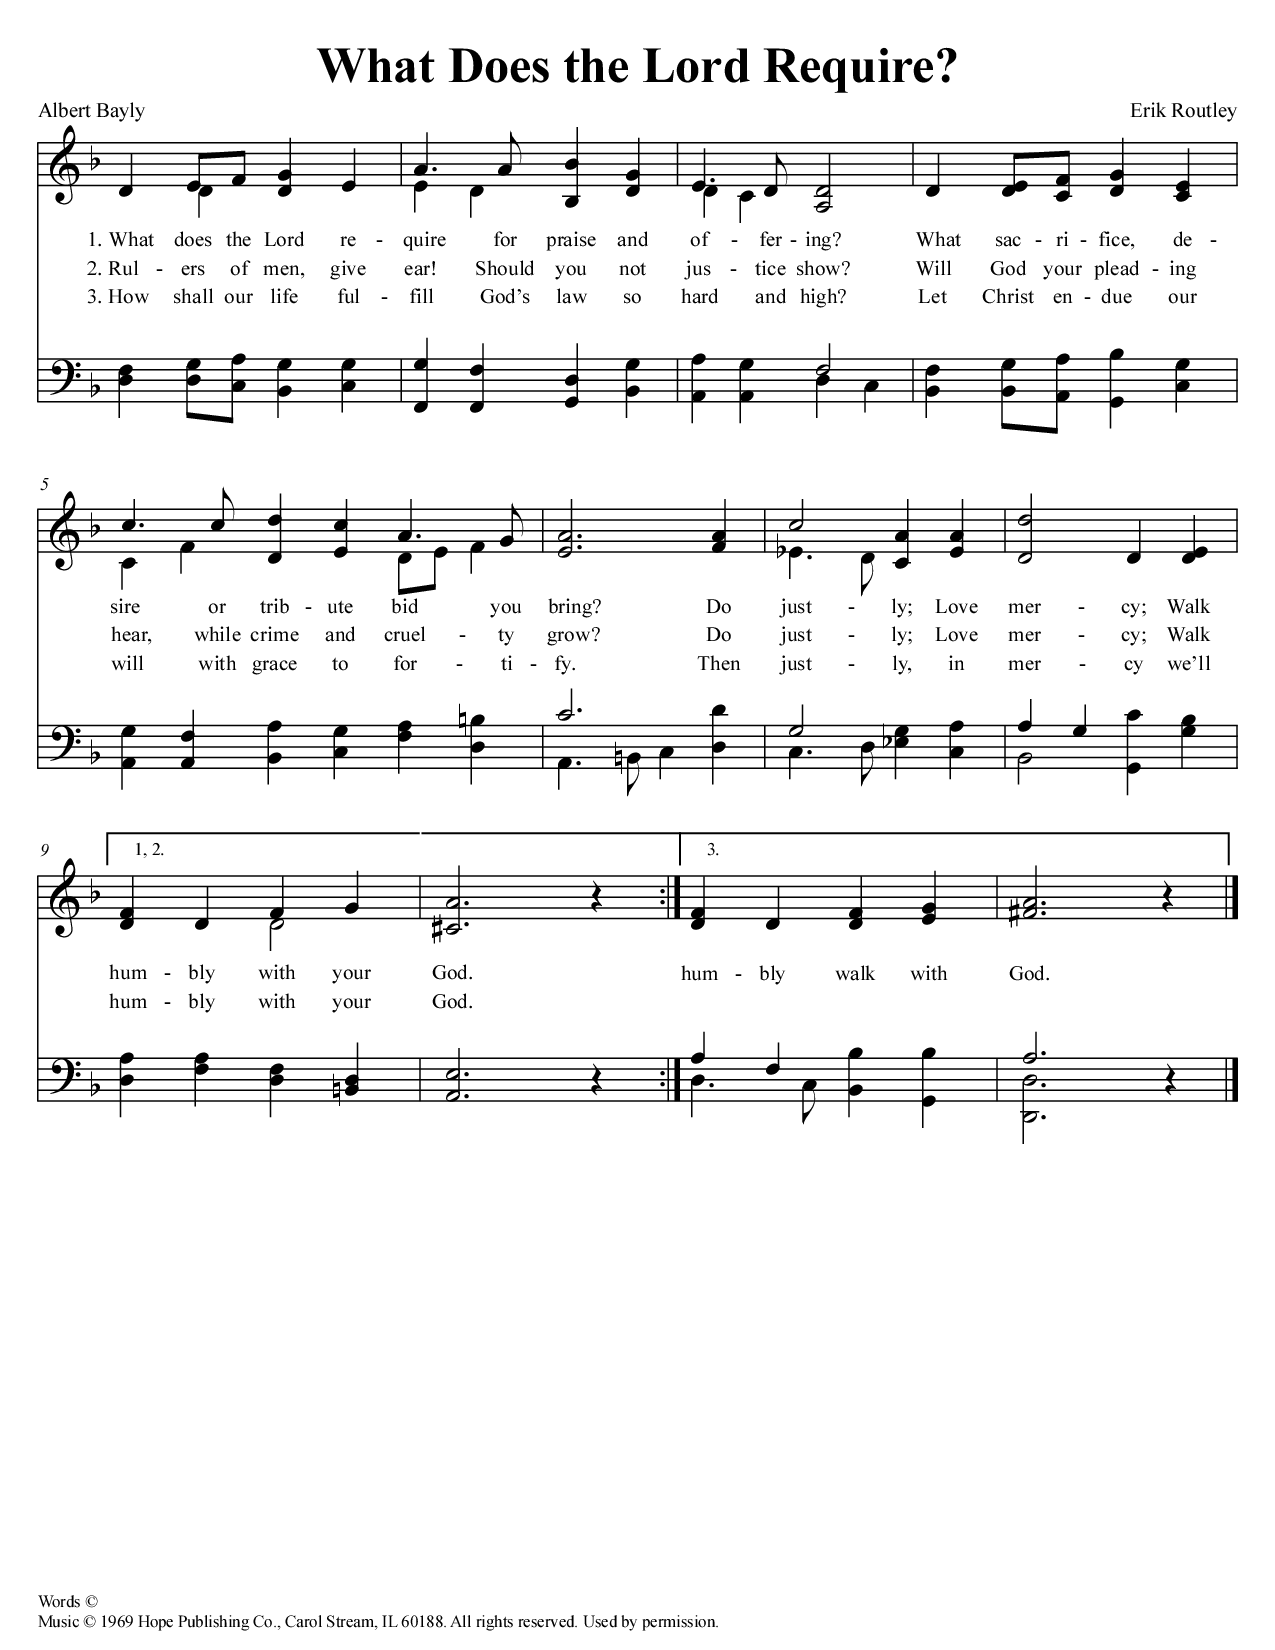 What Does the Lord Require?
Albert Bayly
Erik Routley
1. What does the Lord re - quire for praise and of - fer - ing? What sac - ri - fice, de -
2. Rul - ers of men, give ear! Should you not jus - tice show? Will God your plead - ing
3. How shall our life ful - fill God's law so hard and high? Let Christ en - due our
5
sire or trib - ute bid you bring? Do just - ly; Love mer - cy; Walk
hear, while crime and cruel - ty grow? Do just - ly; Love mer - cy; Walk
will with grace to for - ti - fy. Then just - ly, in mer - cy we'll
9
1, 2.
3.
hum - bly with your God. hum - bly walk with God.
hum - bly with your God.
Words ©
Music © 1969 Hope Publishing Co., Carol Stream, IL 60188. All rights reserved. Used by permission.